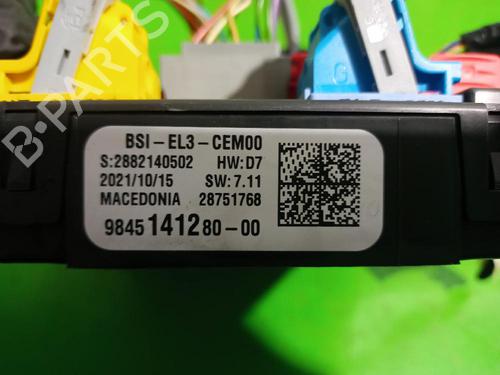 BSI-EL3-CEM00
S:2882140502 HW:D7
2021/10/15 SW:7.11
MACEDONIA 28751768
9845141280-00
B-PARTS